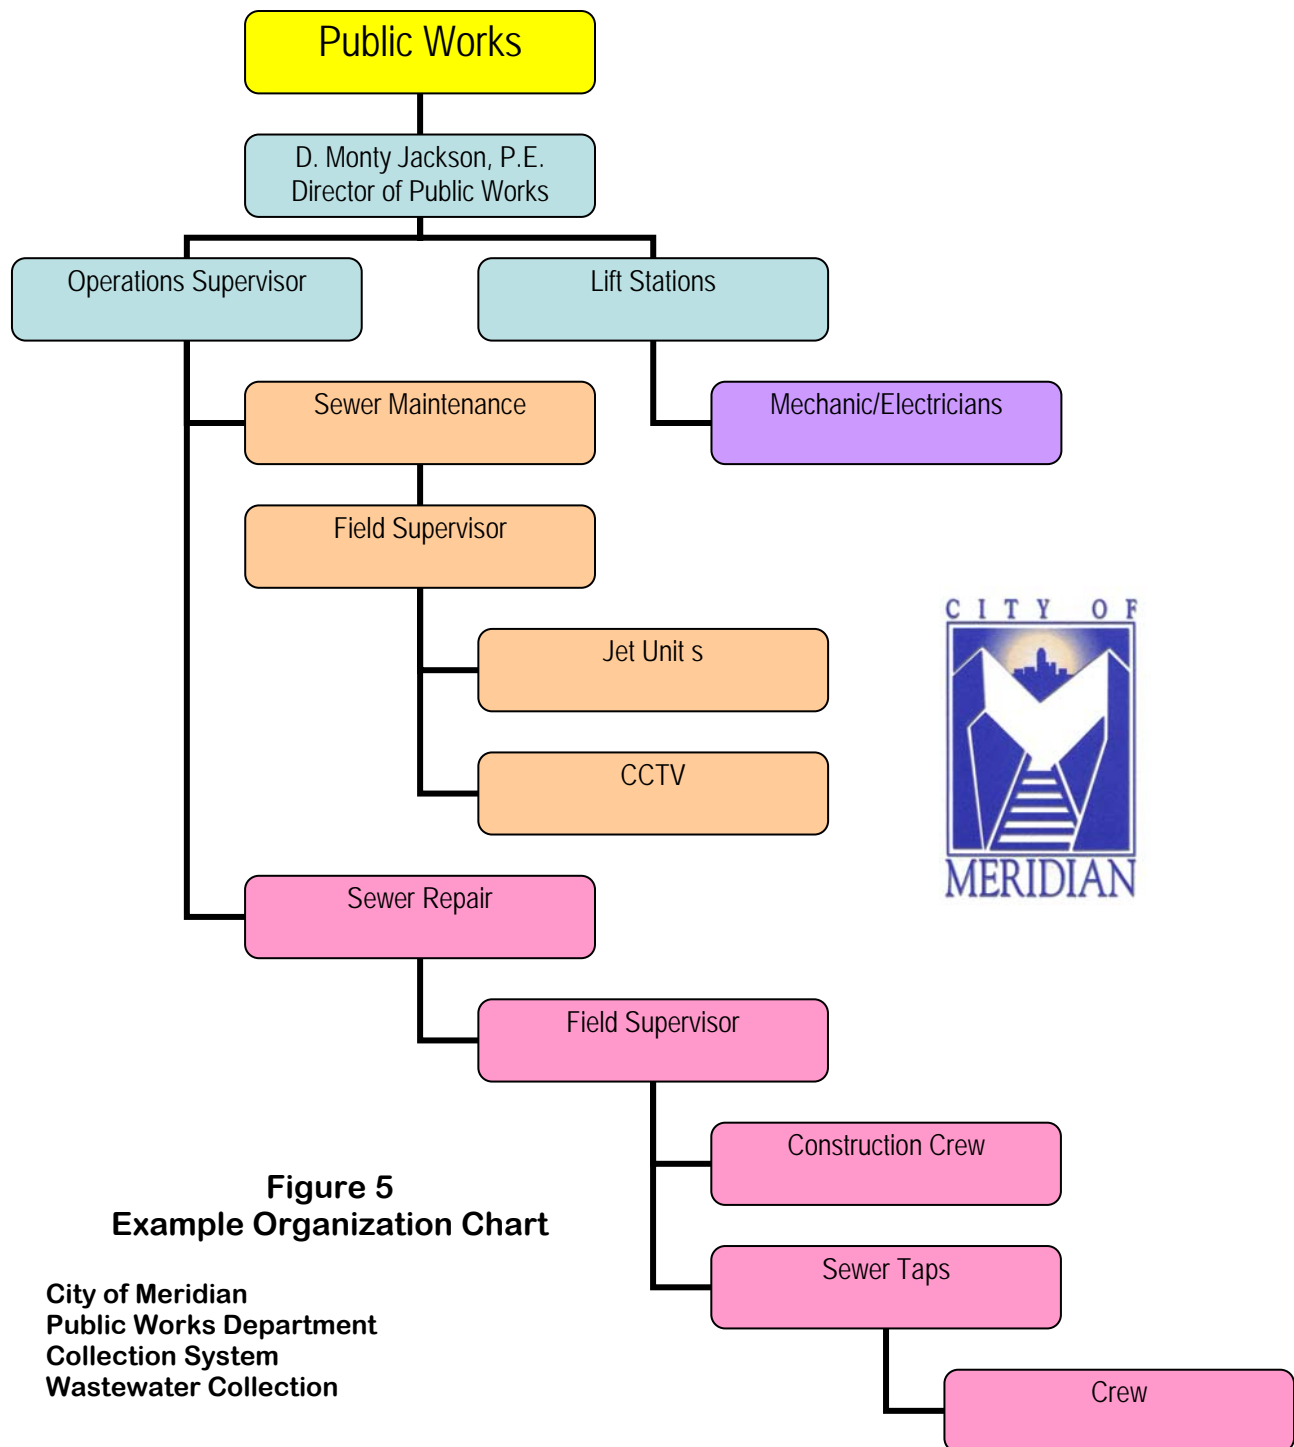 Public Works
D. Monty Jackson, P.E.
Director of Public Works
Operations Supervisor
Lift Stations
Sewer Maintenance
Mechanic/Electricians
Field Supervisor
Jet Unit s
CCTV
CITY OF
MERIDIAN
Sewer Repair
Field Supervisor
Construction Crew
Sewer Taps
Crew
Figure 5
Example Organization Chart
City of Meridian
Public Works Department
Collection System
Wastewater Collection